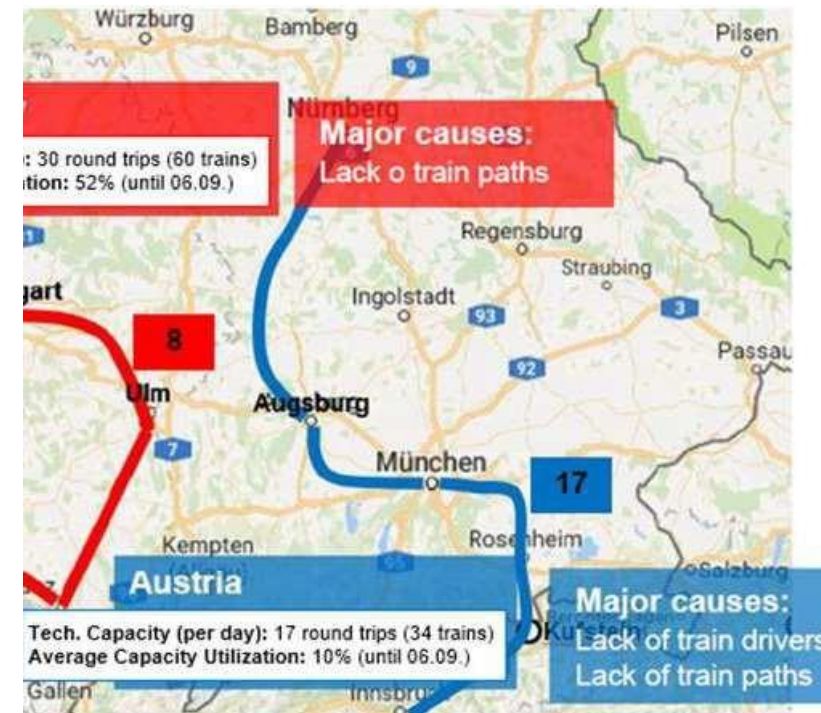 Würzburg
Bamberg
Pilsen
9
Nürnberg
Major causes:
Lack o train paths
: 30 round trips (60 trains)
tion: 52% (until 06.09.)
Regensburg
Straubing
Ingolstadt
93
3
gart
8
92
Passau
Ulm
Augsburg
7
München
17
Rosenheim
Kempten
Salzburg
Austria
Major causes:
Kufstein
Lack of train drivers
Tech. Capacity (per day): 17 round trips (34 trains)
Average Capacity Utilization: 10% (until 06.09.)
Lack of train paths
Gallen
Innsbru